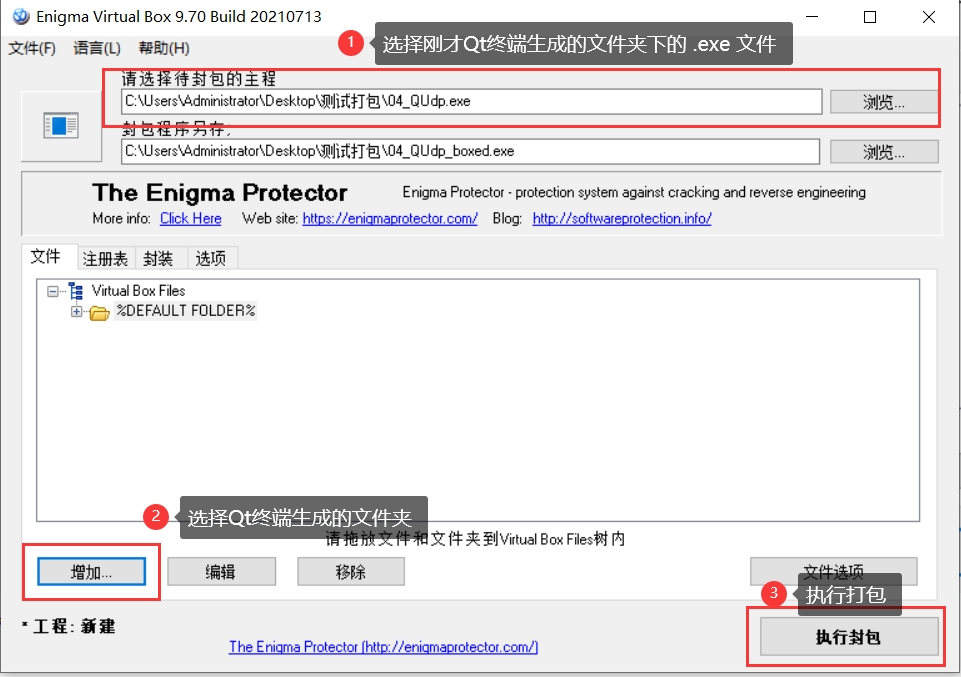 Enigma Virtual Box 9.70 Build 20210713
文件(F) 语言(L) 帮助(H)
1 选择刚才Qt终端生成的文件夹下的 .exe 文件
请选择待封包的主程
C:\Users\Administrator\Desktop\测试打包\04_QUdp.exe
浏览...
封包程序另存;
C:\Users\Administrator\Desktop\测试打包\04_QUdp_boxed.exe
浏览...
The Enigma Protector
Enigma Protector - protection system against cracking and reverse engineering
More info: Click Here Web site: https://enigmaprotector.com/ Blog: http://softwareprotection.info/
文件 注册表 封装 选项
Virtual Box Files
%DEFAULT FOLDER%
2 选择Qt终端生成的文件夹
请拖放文件和文件夹到Virtual Box Files树内
增加... 编辑 移除 文件选项
3 执行打包
* 工程: 新建
The Enigma Protector (http://enigmaprotector.com/)
执行封包